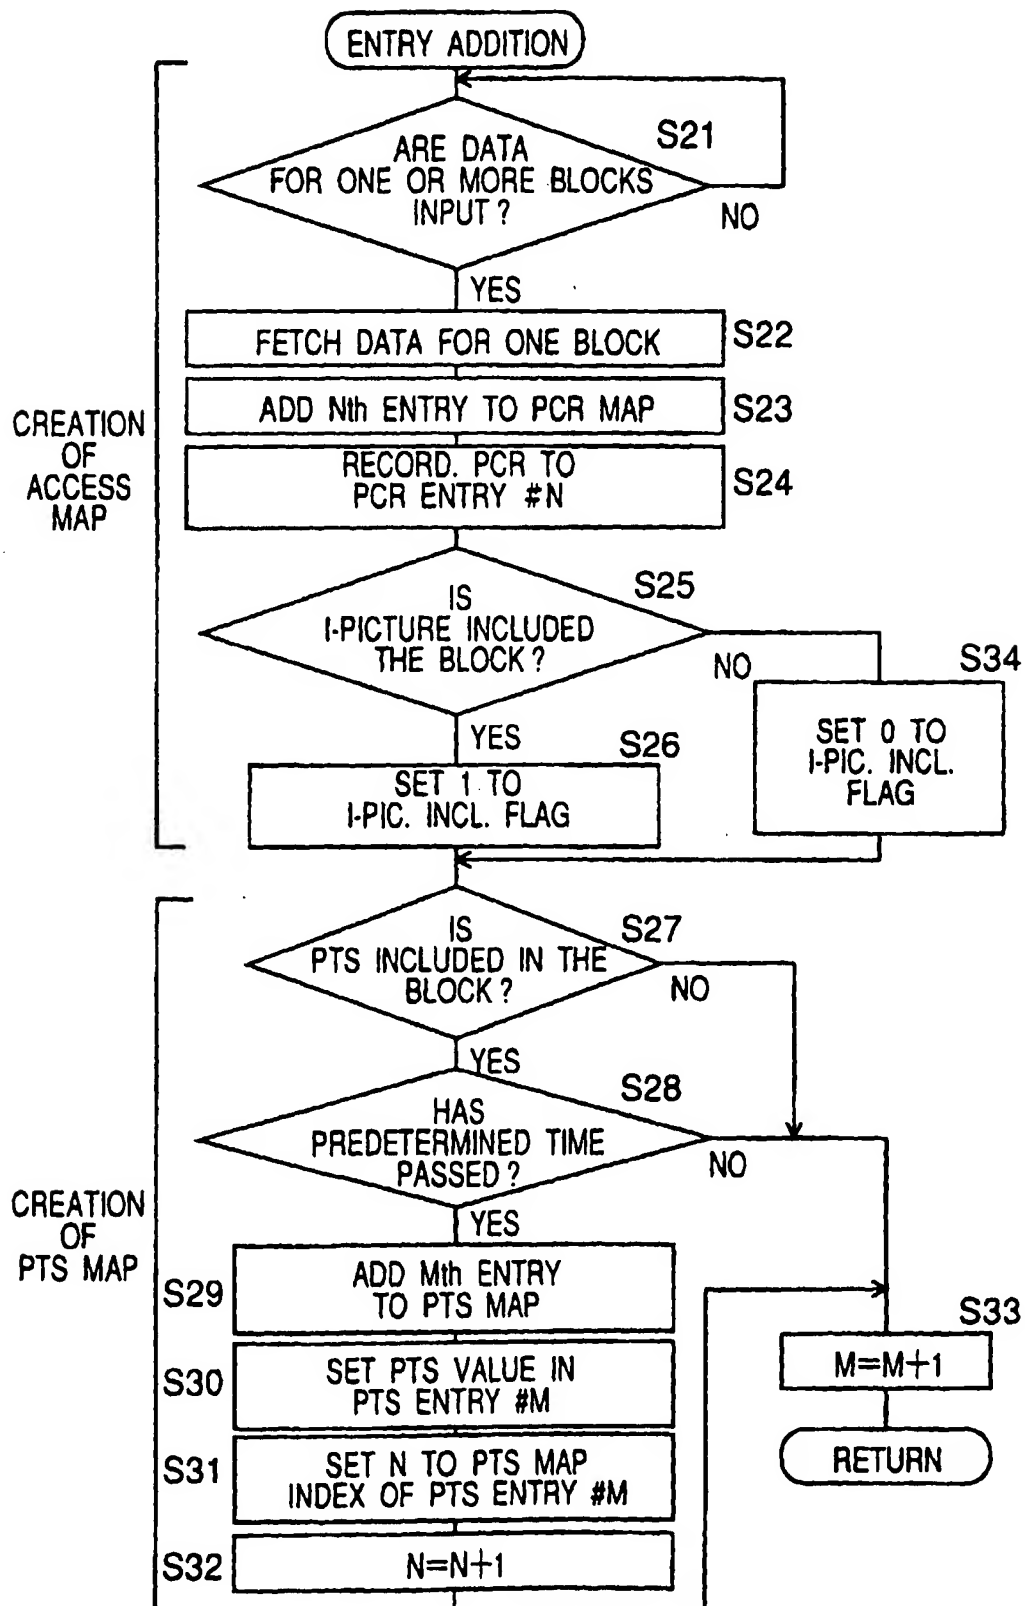 ENTRY ADDITION
S21
ARE DATA
FOR ONE OR MORE BLOCKS
INPUT ?
NO
YES
FETCH DATA FOR ONE BLOCK
S22
ADD Nth ENTRY TO PCR MAP
S23
RECORD. PCR TO
PCR ENTRY #N
S24
CREATION
OF
ACCESS
MAP
S25
IS
I-PICTURE INCLUDED
THE BLOCK ?
NO
S34
SET 0 TO
I-PIC. INCL.
FLAG
YES
S26
SET 1 TO
I-PIC. INCL. FLAG
S27
IS
PTS INCLUDED IN THE
BLOCK ?
NO
YES
S28
HAS
PREDETERMINED TIME
PASSED ?
NO
YES
CREATION
OF
PTS MAP
S29
ADD Mth ENTRY
TO PTS MAP
S30
SET PTS VALUE IN
PTS ENTRY #M
S31
SET N TO PTS MAP
INDEX OF PTS ENTRY #M
S32
N=N+1
S33
M=M+1
RETURN